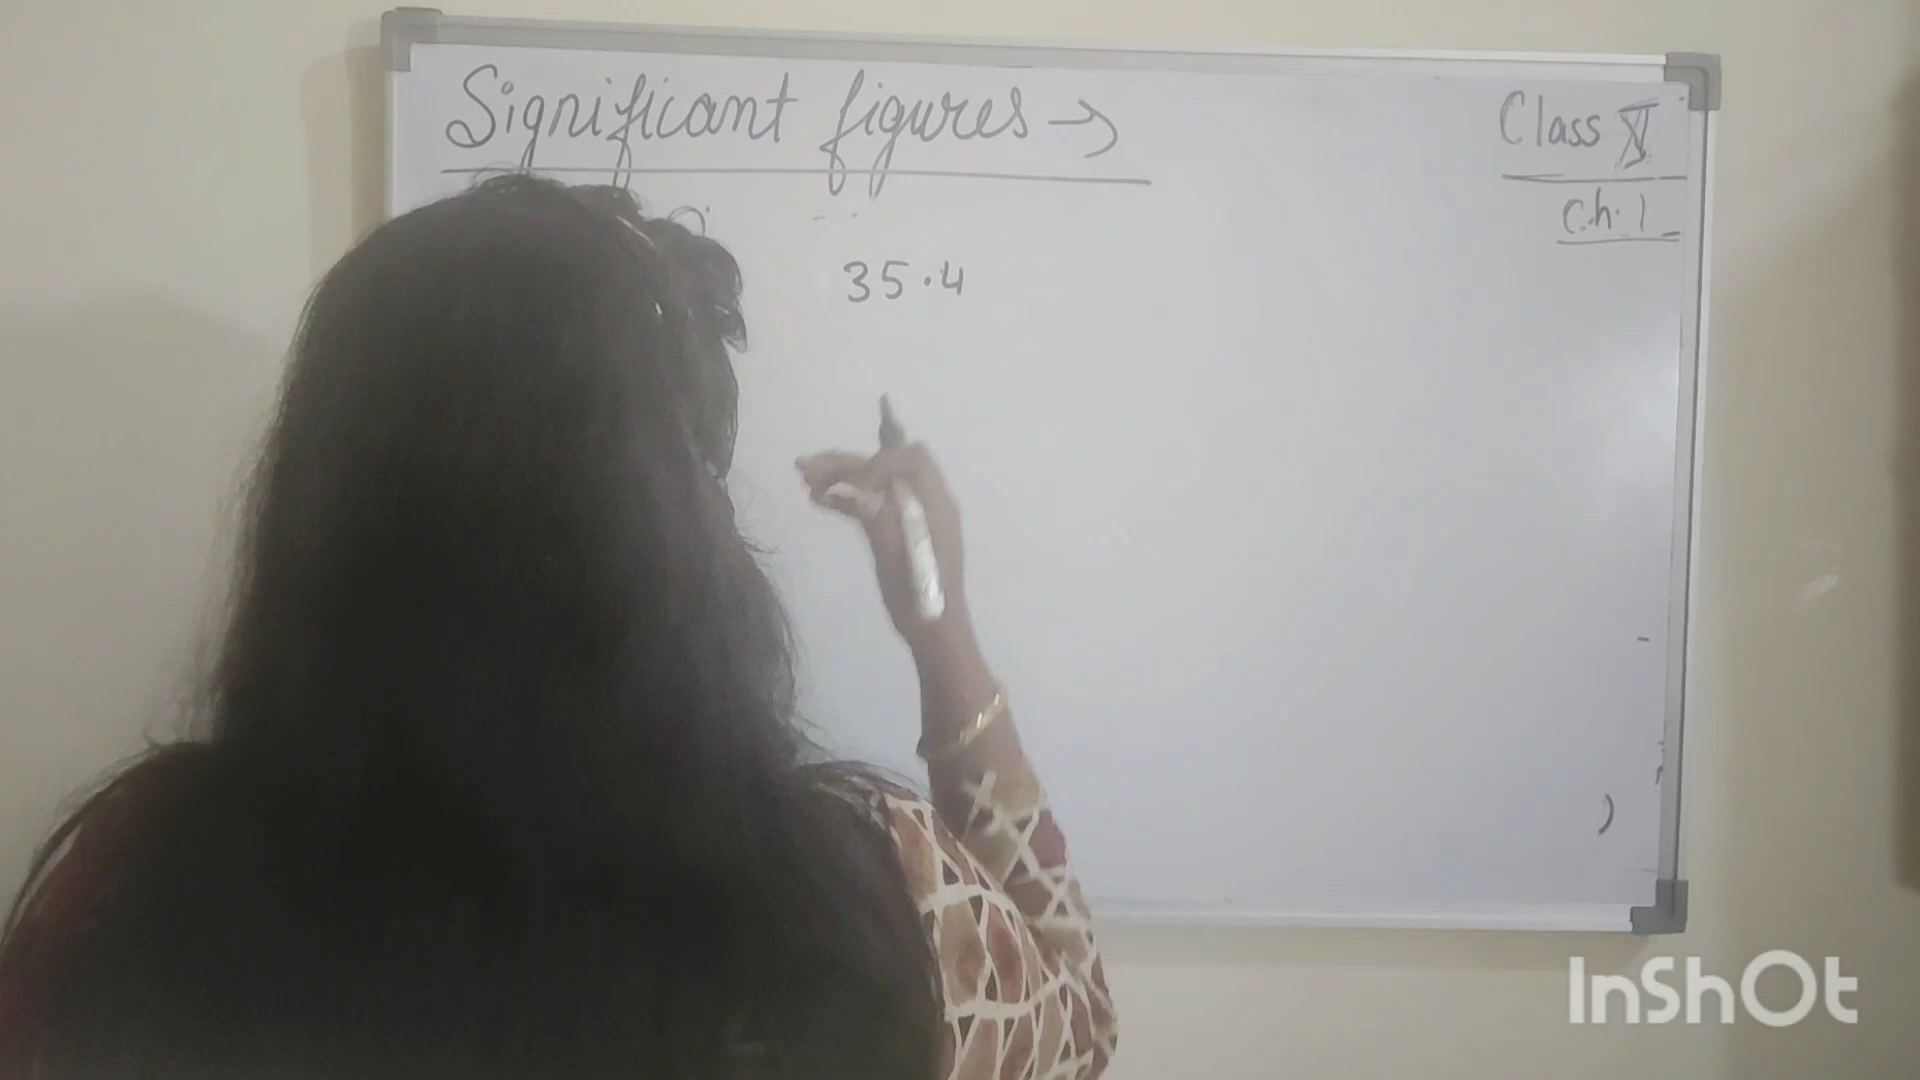 Significant figures →
Class XI
Ch. 1
35.4
InShOt